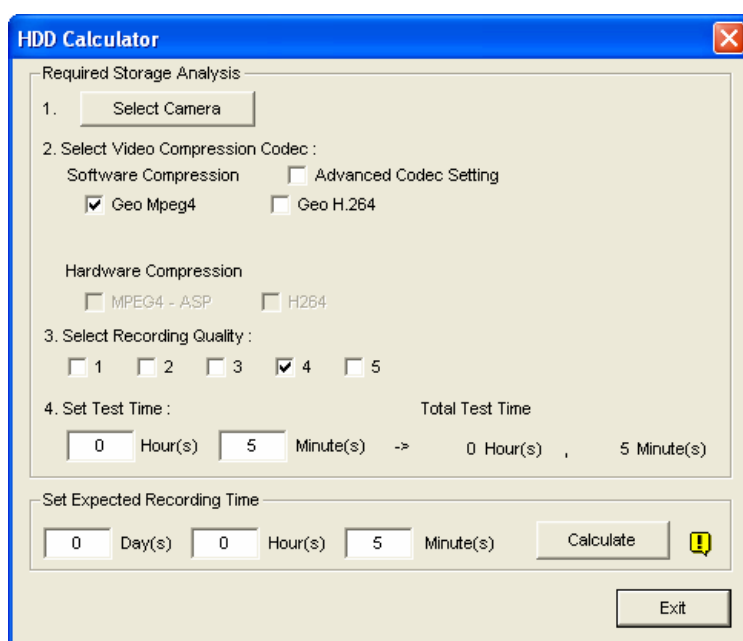 HDD Calculator
Required Storage Analysis
1. Select Camera
2. Select Video Compression Codec :
Software Compression Advanced Codec Setting
Geo Mpeg4 Geo H.264
Hardware Compression
MPEG4 - ASP H264
3. Select Recording Quality :
1 2 3 4 5
4. Set Test Time : Total Test Time
0 Hour(s) 5 Minute(s) -> 0 Hour(s) , 5 Minute(s)
Set Expected Recording Time
0 Day(s) 0 Hour(s) 5 Minute(s) Calculate !
Exit